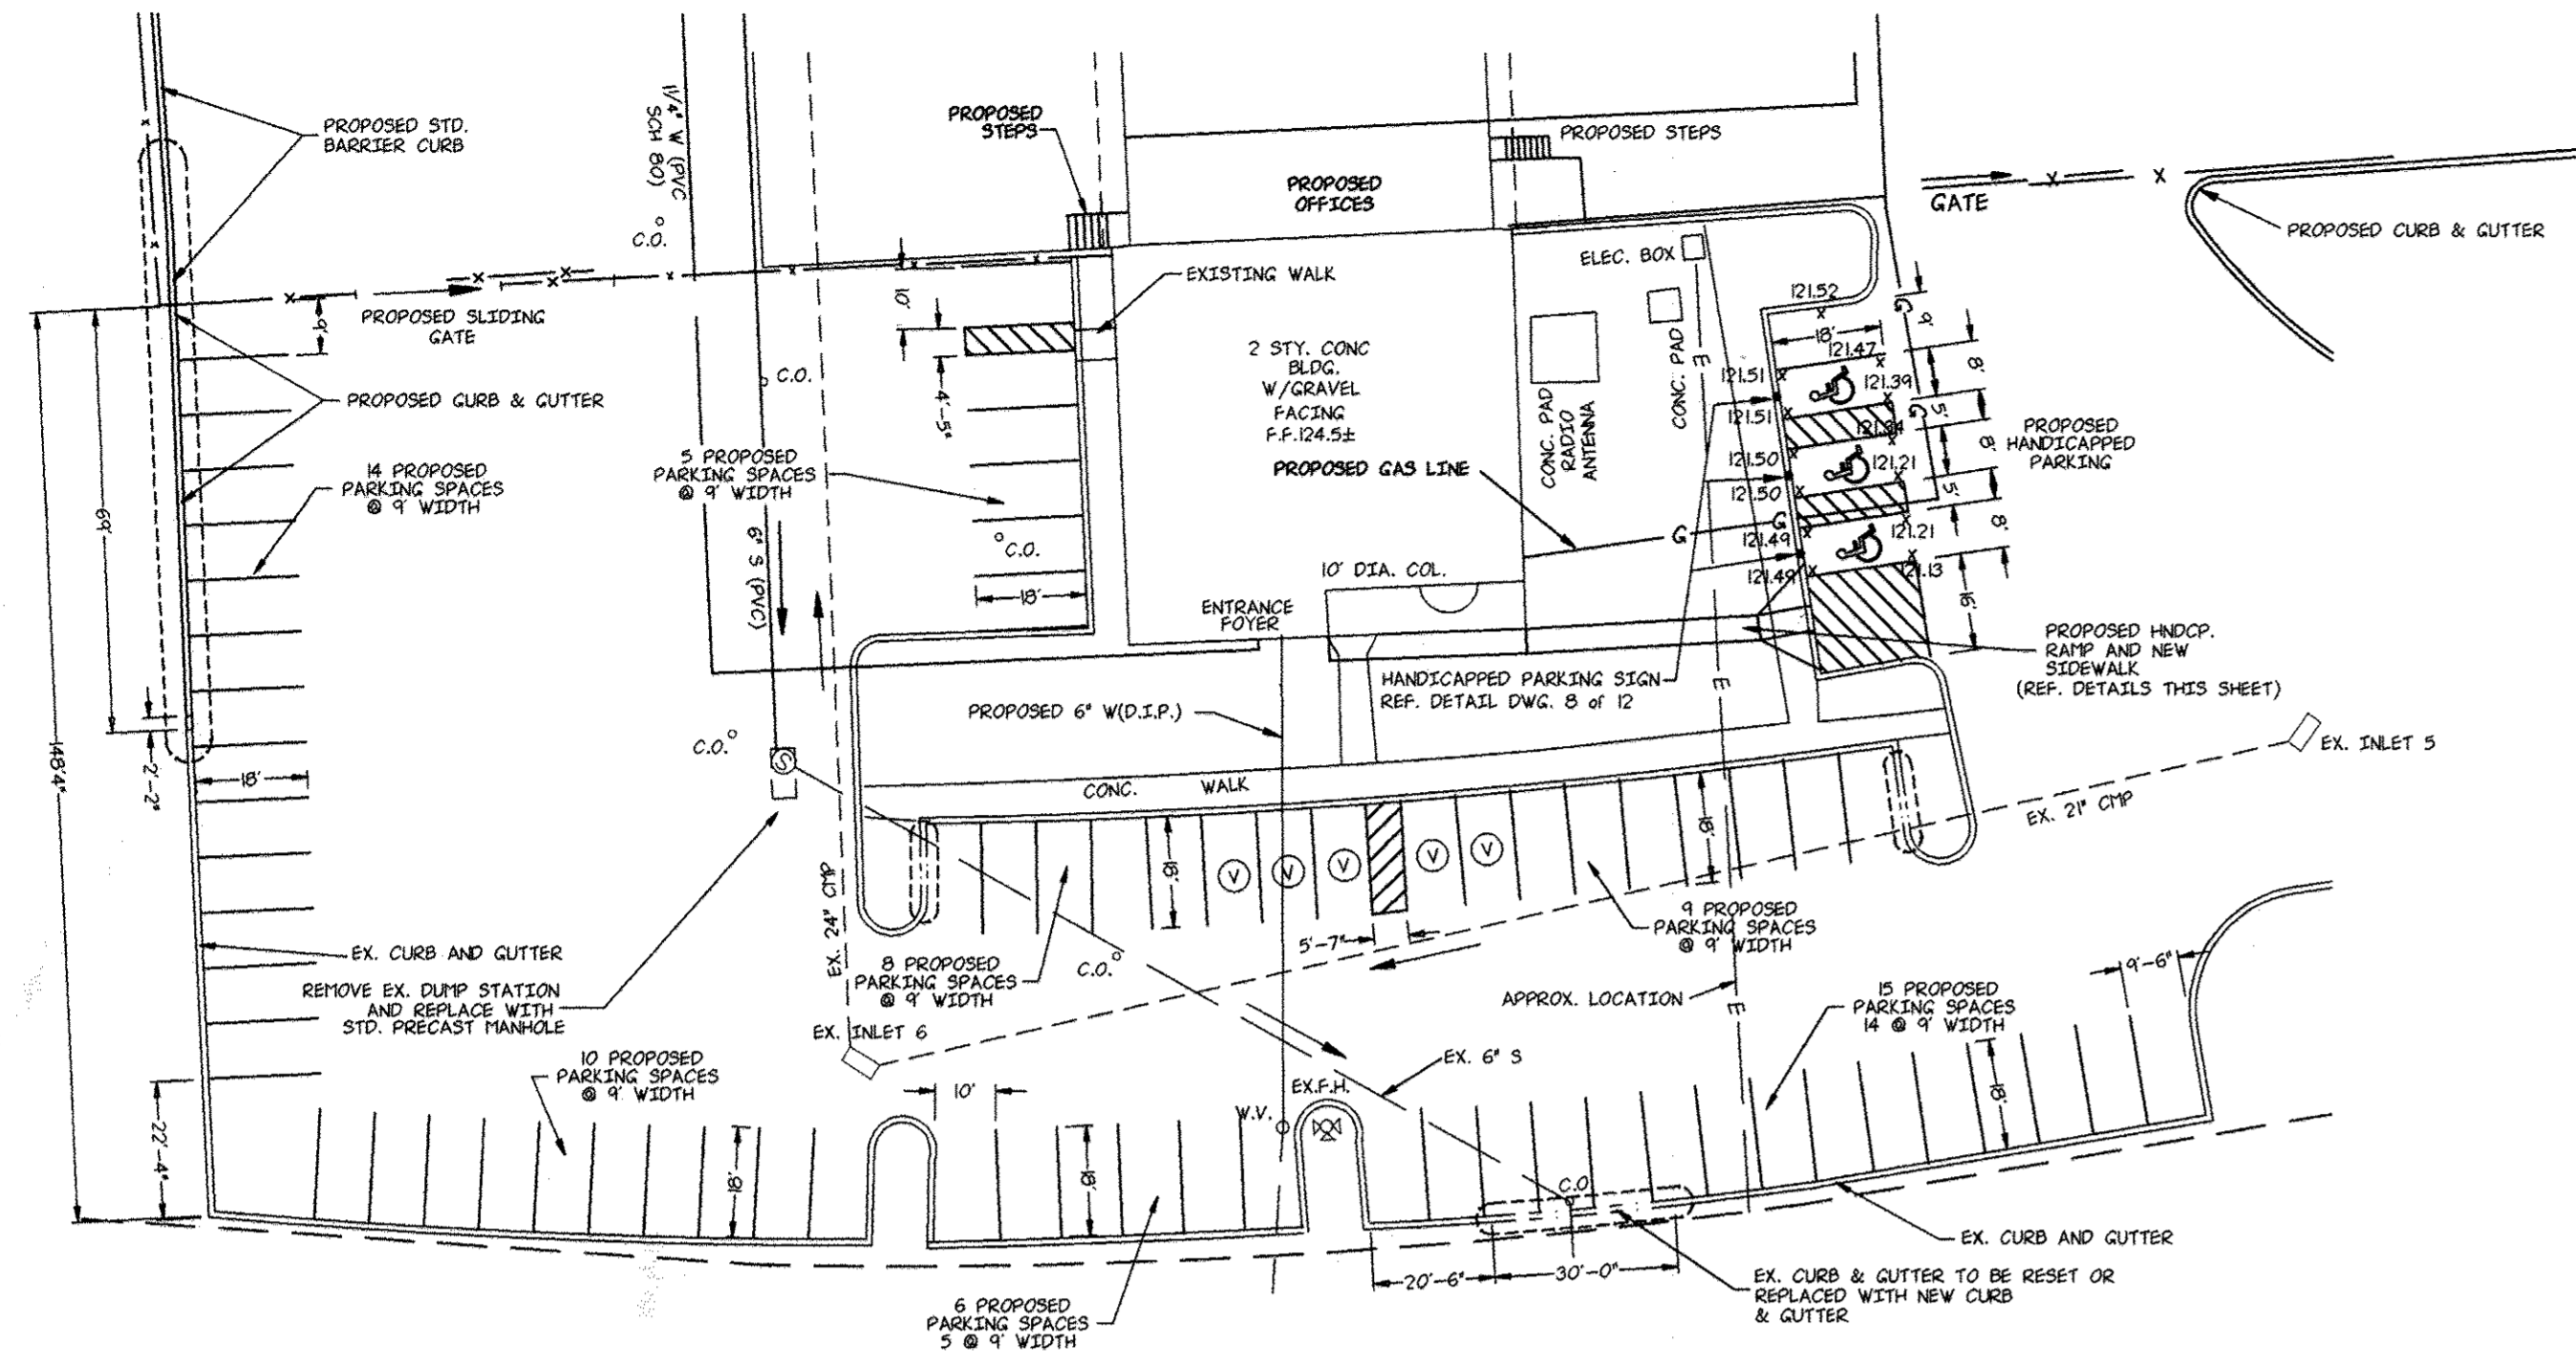 PROPOSED STD.
BARRIER CURB
1 1/4" W (PVC
SCH 80)
C.O.
PROPOSED
STEPS
PROPOSED STEPS
PROPOSED
OFFICES
GATE
PROPOSED CURB & GUTTER
PROPOSED SLIDING
GATE
9'
10'
EXISTING WALK
ELEC. BOX
121.52
18'
G
9'
8'
121.47
121.51
121.39
2 STY. CONC
BLDG.
W/GRAVEL
FACING
F.F.124.5±
CONC. PAD
RADIO
ANTENNA
CONC. PAD
E
C.O.
4'-5"
PROPOSED GURB & GUTTER
121.51
G
5'
121.34
8'
PROPOSED
HANDICAPPED
PARKING
14 PROPOSED
PARKING SPACES
@ 9' WIDTH
5 PROPOSED
PARKING SPACES
@ 9' WIDTH
PROPOSED GAS LINE
121.50
121.21
121.50
5'
8'
69'
6" S (PVC)
C.O.
G
G
121.49
121.21
121.49
121.13
16'
18'
10' DIA. COL.
ENTRANCE
FOYER
PROPOSED HNDCP.
RAMP AND NEW
SIDEWALK
(REF. DETAILS THIS SHEET)
HANDICAPPED PARKING SIGN
REF. DETAIL DWG. 8 of 12
E
PROPOSED 6" W(D.I.P.)
C.O.
S
EX. INLET 5
148'4"
2'-2"
18'
CONC. WALK
EX. 21" CMP
18'
18'
V V V V V
EX. 24" CMP
5'-7"
9 PROPOSED
PARKING SPACES
@ 9' WIDTH
EX. CURB AND GUTTER
8 PROPOSED
PARKING SPACES
@ 9' WIDTH
C.O.
9'-6"
REMOVE EX. DUMP STATION
AND REPLACE WITH
STD. PRECAST MANHOLE
APPROX. LOCATION
E
15 PROPOSED
PARKING SPACES
14 @ 9' WIDTH
EX. INLET 6
10 PROPOSED
PARKING SPACES
@ 9' WIDTH
10'
EX.F.H.
W.V.
EX. 6" S
18'
22'-4"
18'
18'
C.O.
EX. CURB AND GUTTER
20'-6"
30'-0"
EX. CURB & GUTTER TO BE RESET OR
REPLACED WITH NEW CURB
& GUTTER
6 PROPOSED
PARKING SPACES
5 @ 9' WIDTH